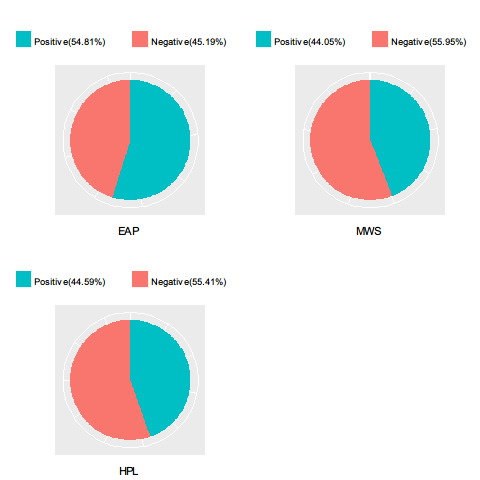 Positive(54.81%) Negative(45.19%)
EAP
Positive(44.05%) Negative(55.95%)
MWS
Positive(44.59%) Negative(55.41%)
HPL